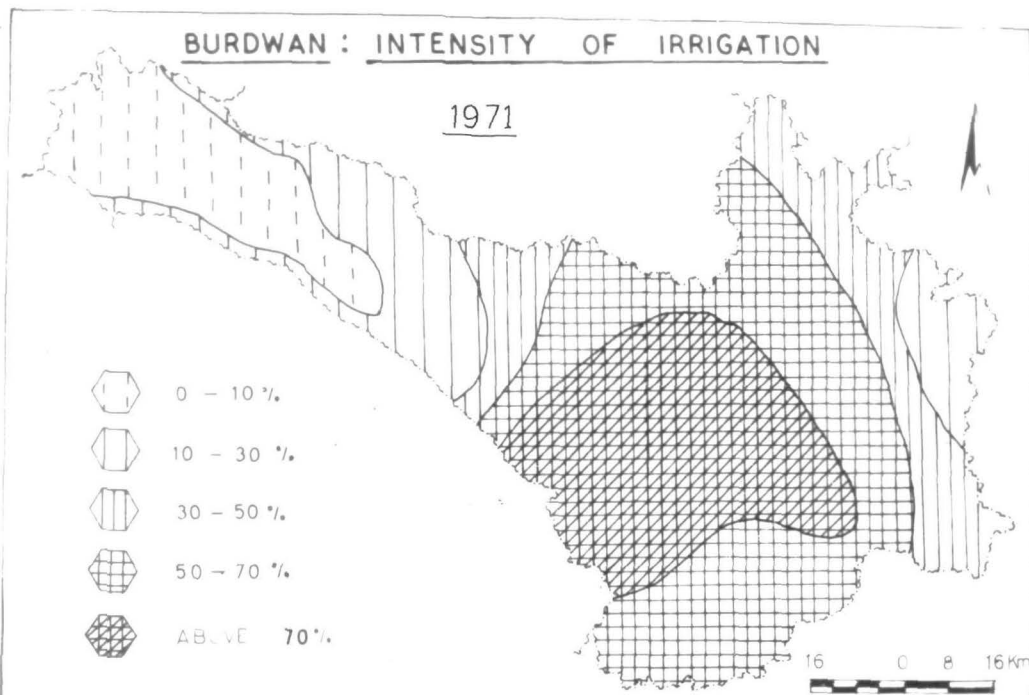 BURDWAN : INTENSITY OF IRRIGATION
1971
0 – 10 %.
10 – 30 %.
30 – 50 %.
50 – 70 %.
ABOVE 70 %.
16 0 8 16 Km